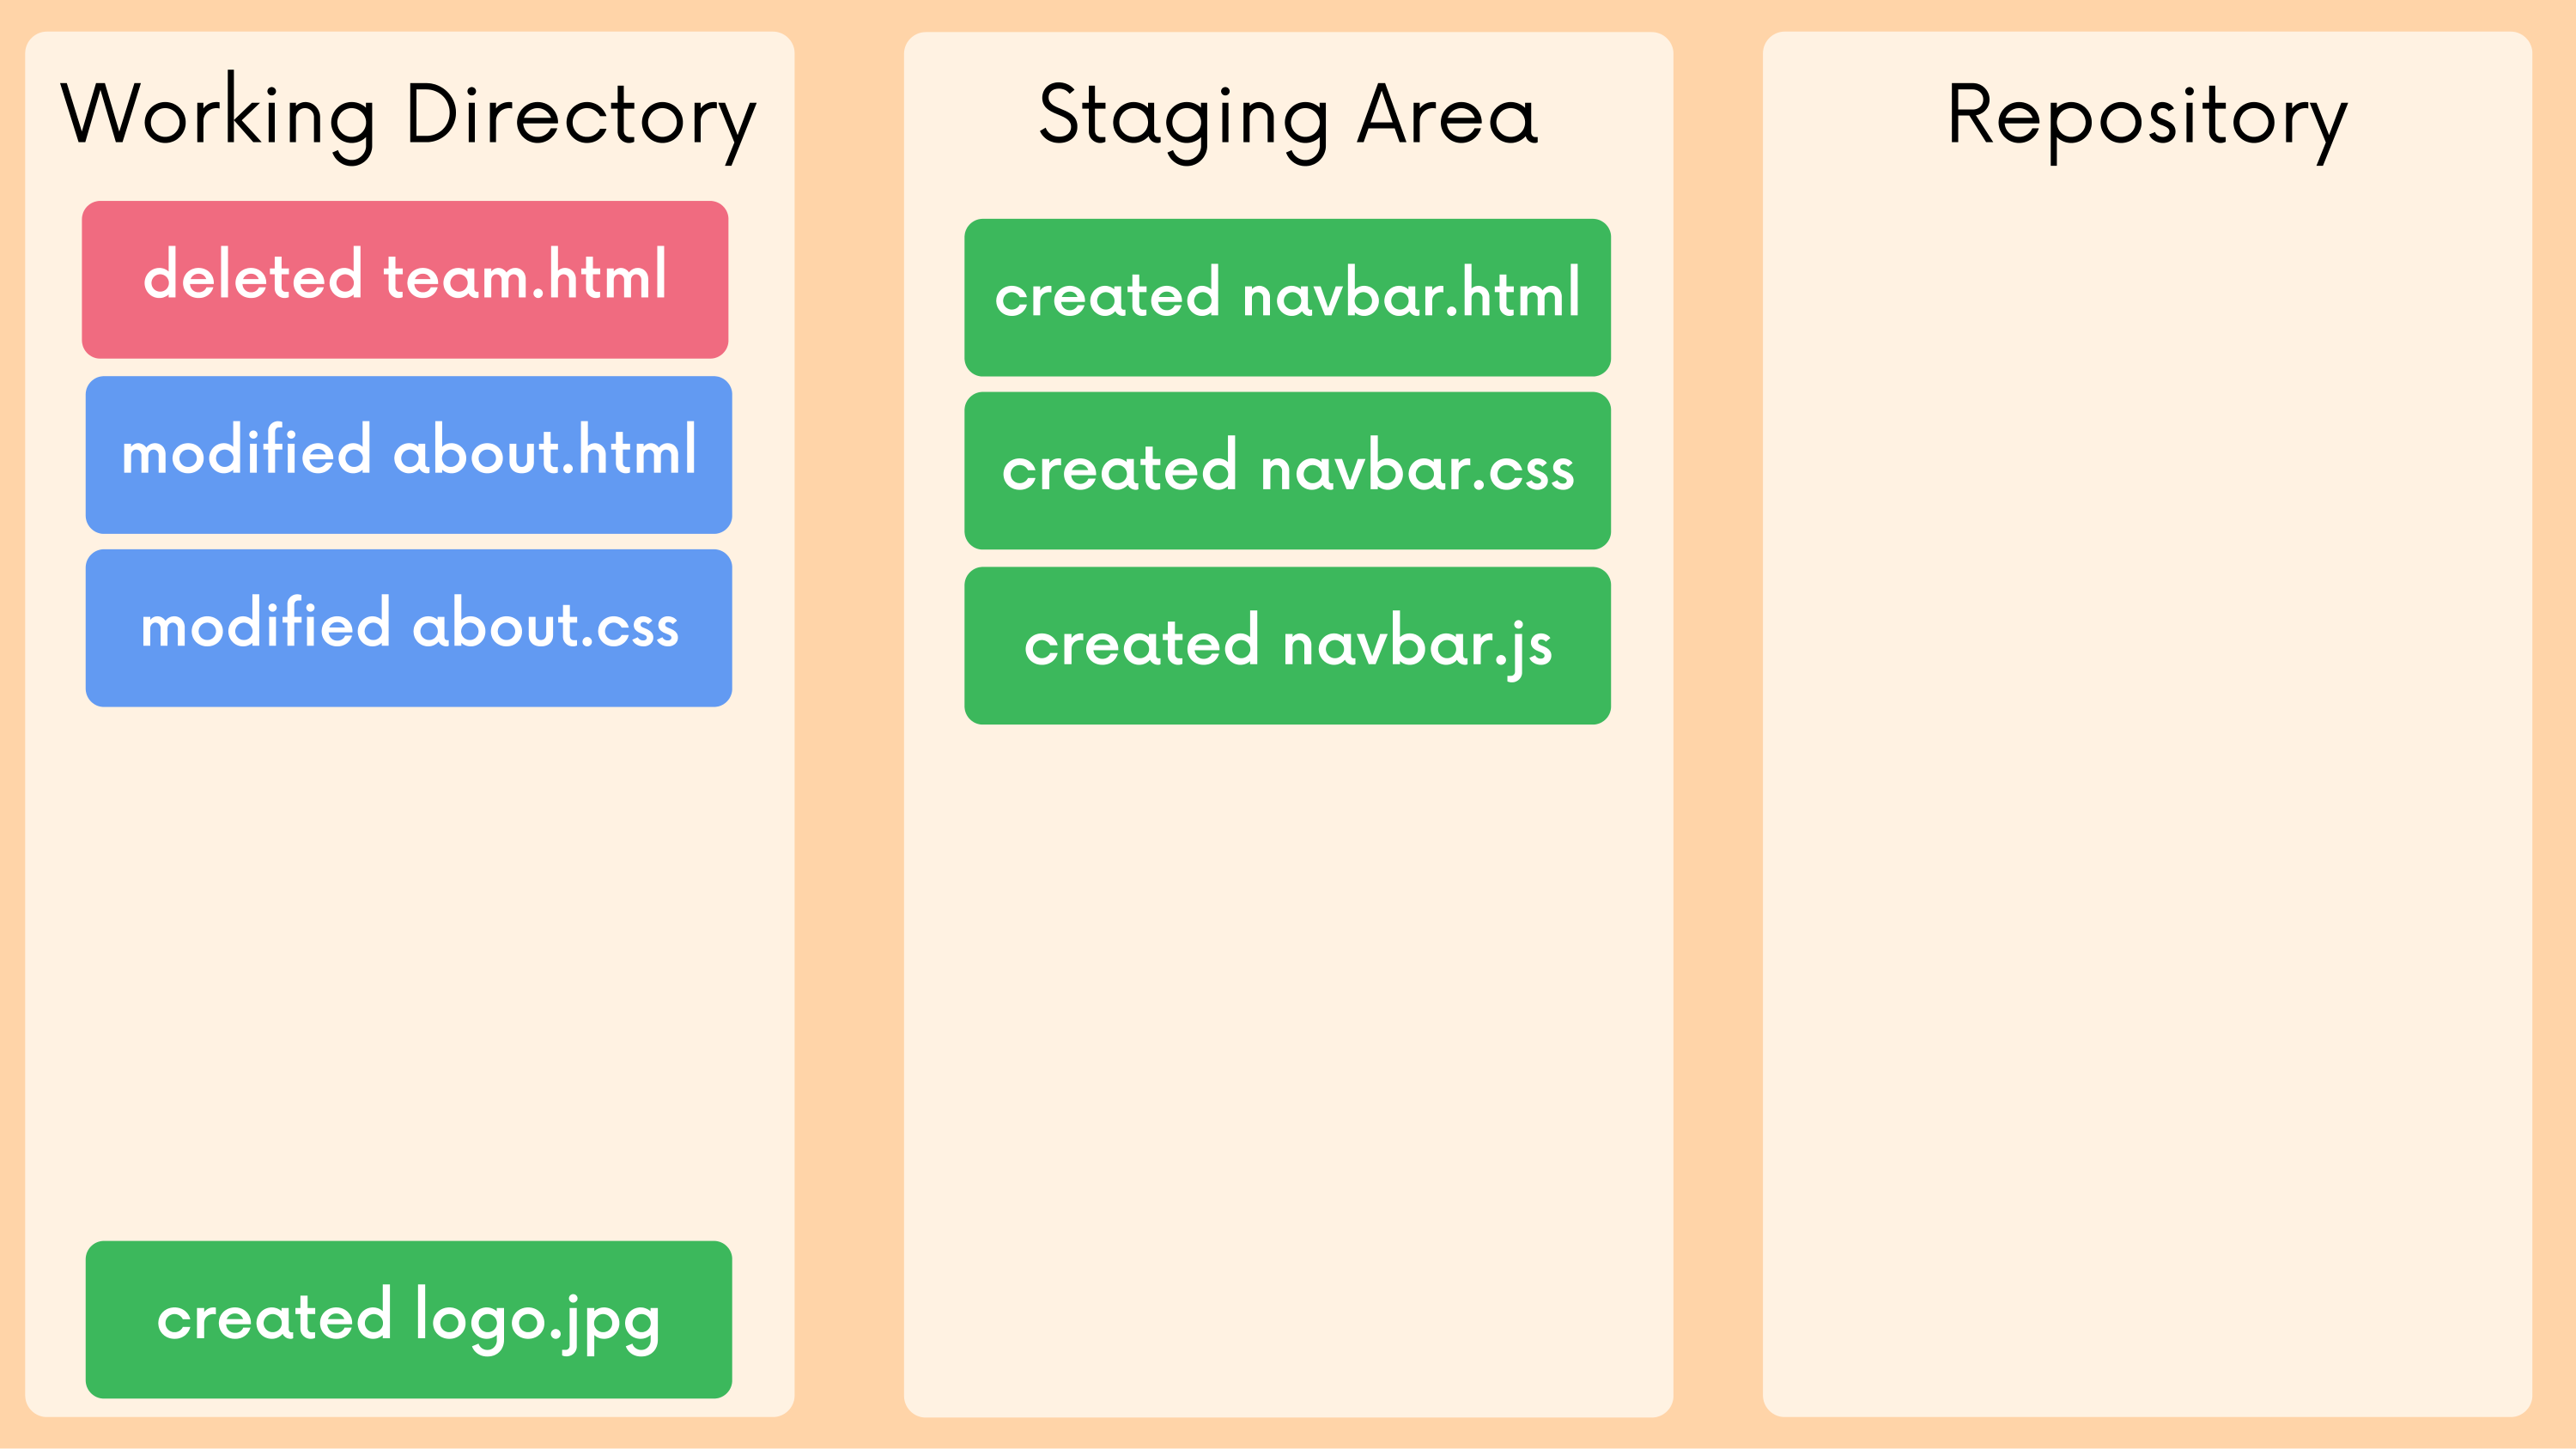 Working Directory
deleted team.html
modified about.html
modified about.css
created logo.jpg
Staging Area
created navbar.html
created navbar.css
created navbar.js
Repository